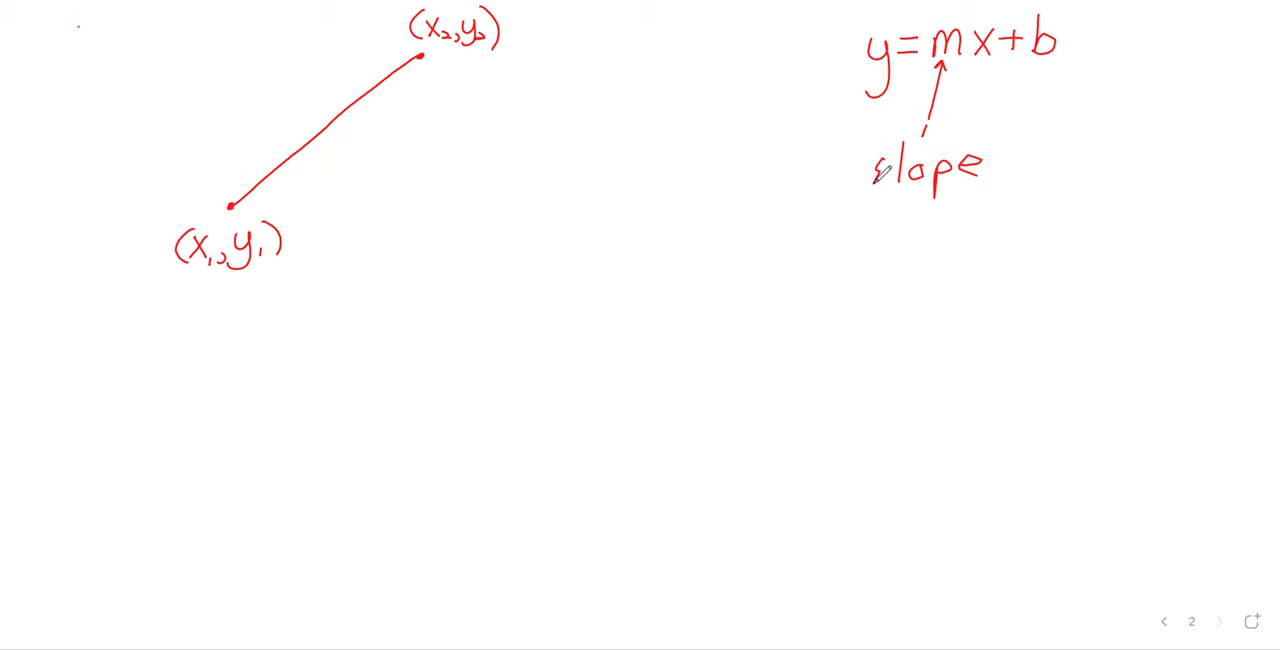 (x₂,y₂)
y=mx+b
slope
(x₁,y₁)
2